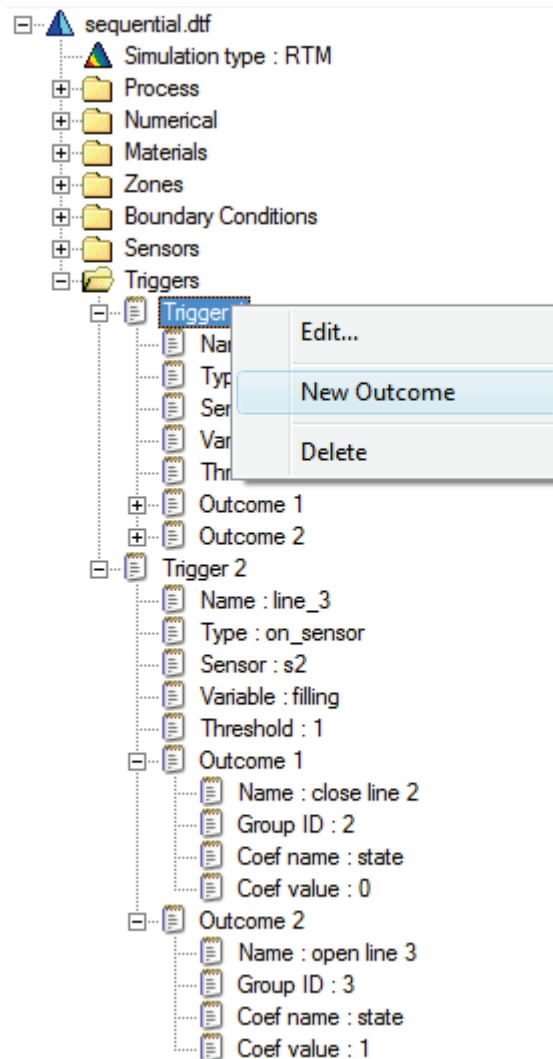 sequential.dtf
Simulation type : RTM
Process
Numerical
Materials
Zones
Boundary Conditions
Sensors
Triggers
Trigger
Edit...
New Outcome
Delete
Outcome 1
Outcome 2
Trigger 2
Name : line_3
Type : on_sensor
Sensor : s2
Variable : filling
Threshold : 1
Outcome 1
Name : close line 2
Group ID : 2
Coef name : state
Coef value : 0
Outcome 2
Name : open line 3
Group ID : 3
Coef name : state
Coef value : 1